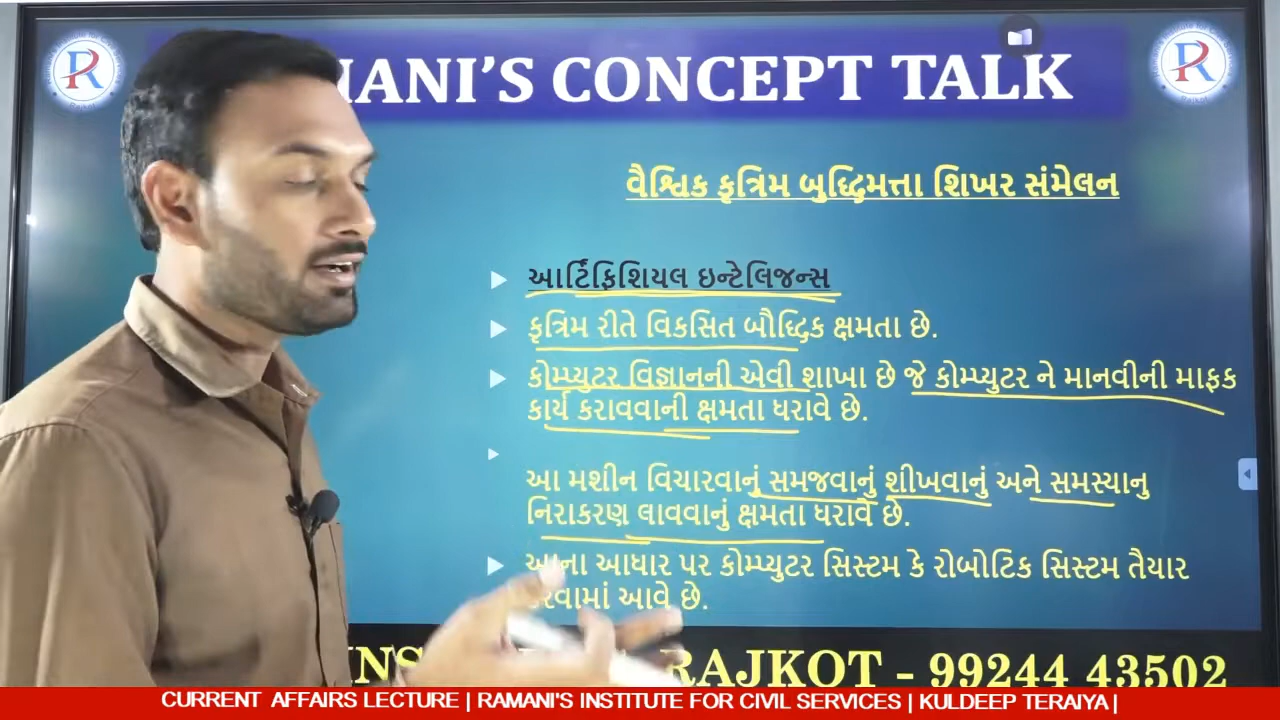 MANI'S CONCEPT TALK
વૈશ્વિક કૃત્રિમ બુદ્ધિમત્તા શિખર સંમેલન
આર્ટિફિશિયલ ઇન્ટેલિજન્સ
કૃત્રિમ રીતે વિકસિત બૌદ્ધિક ક્ષમતા છે.
કોમ્પ્યુટર વિજ્ઞાનની એવી શાખા છે જે કોમ્પ્યુટર ને માનવીની માફક
કાર્ય કરાવવાની ક્ષમતા ધરાવે છે.
આ મશીન વિચારવાનું સમજવાનું શીખવાનું અને સમસ્યાનુ
નિરાકરણ લાવવાનું ક્ષમતા ધરાવે છે.
આના આધાર પર કોમ્પ્યુટર સિસ્ટમ કે રોબોટિક સિસ્ટમ તૈયાર
કરવામાં આવે છે.
RAJKOT - 99244 43502
CURRENT AFFAIRS LECTURE | RAMANI'S INSTITUTE FOR CIVIL SERVICES | KULDEEP TERAIYA |